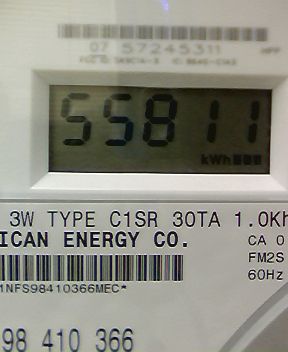 07 57245311 HPP
55811
kWh
3W TYPE C1SR 30TA 1.0Kh
ICAN ENERGY CO. CA 0
FM2S
1NFS98410366MEC* 60Hz
98 410 366